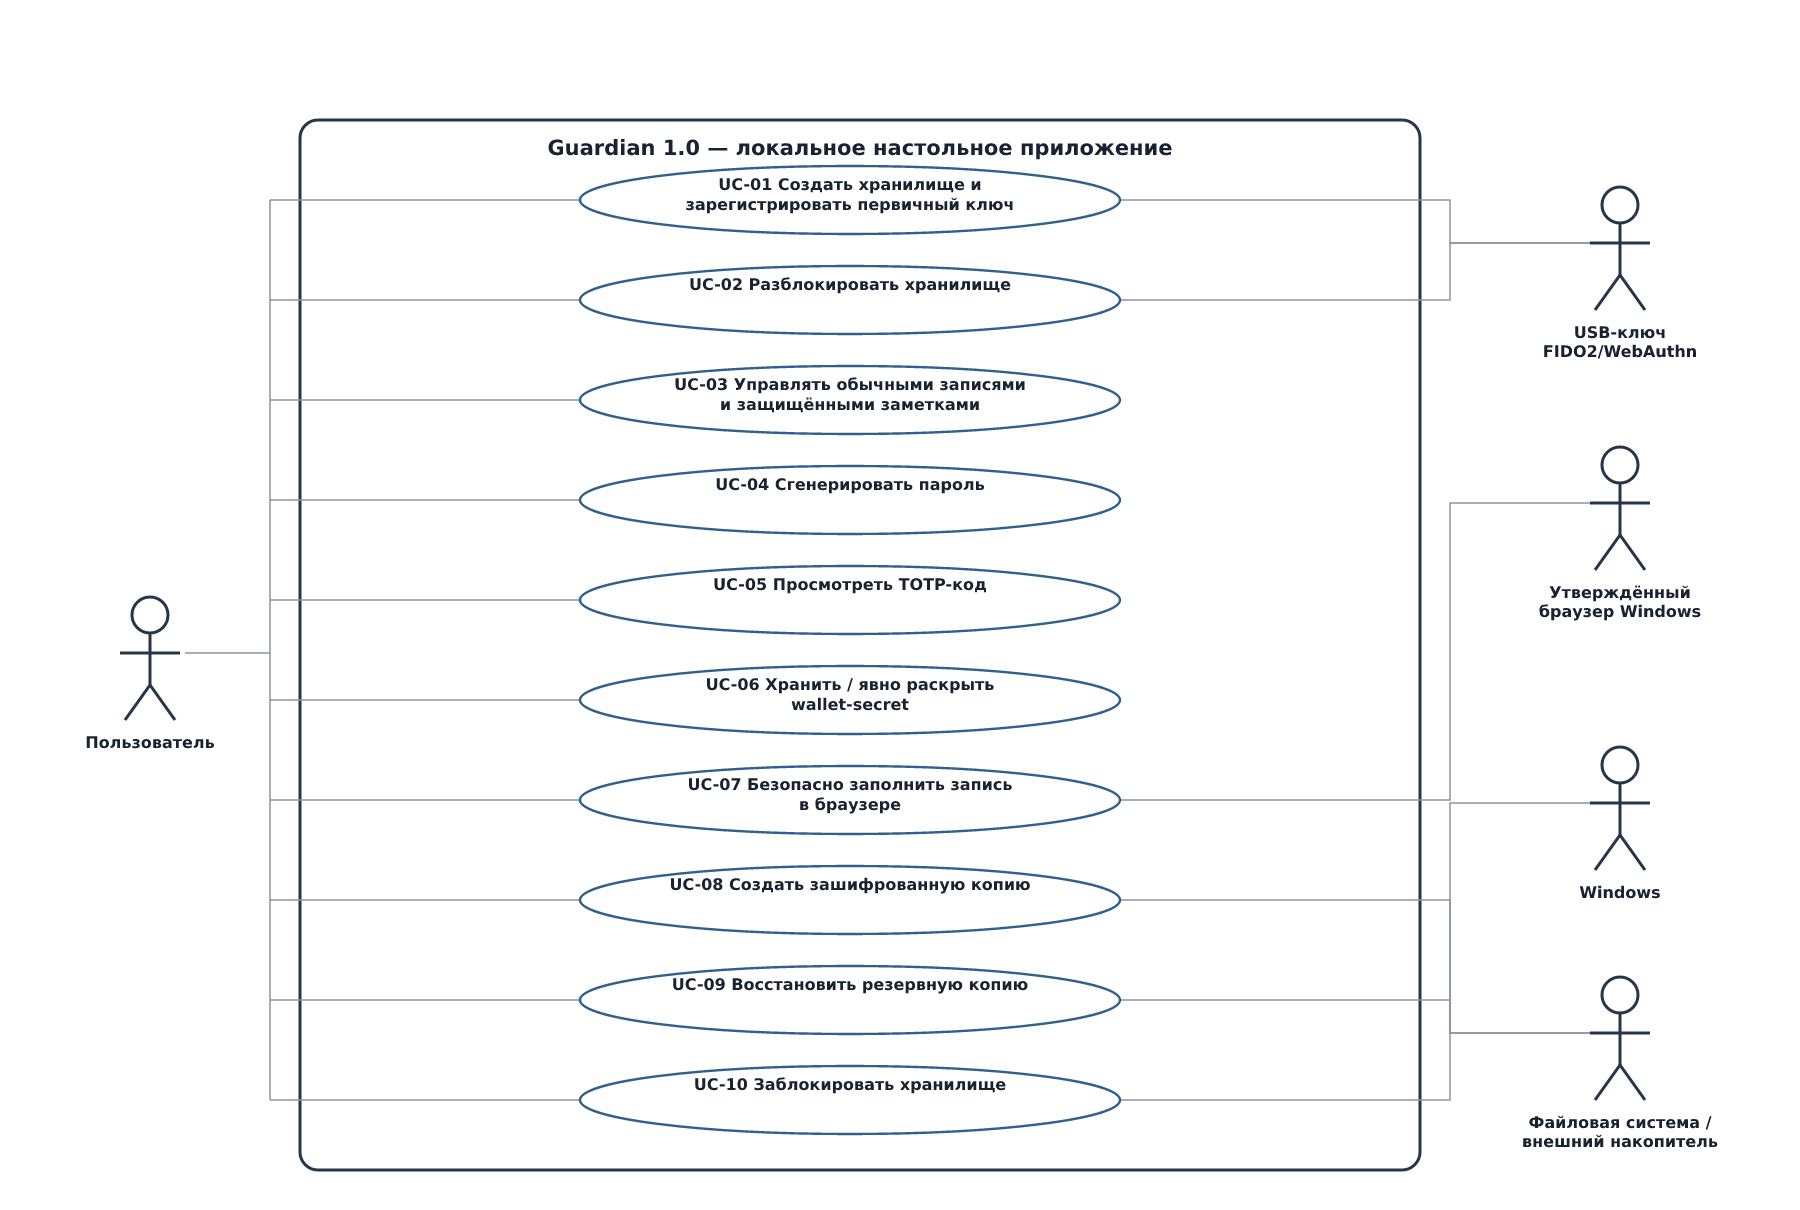 Guardian 1.0 — локальное настольное приложение
UC-01 Создать хранилище и
зарегистрировать первичный ключ
UC-02 Разблокировать хранилище
UC-03 Управлять обычными записями
и защищёнными заметками
UC-04 Сгенерировать пароль
UC-05 Просмотреть TOTP-код
UC-06 Хранить / явно раскрыть
wallet-secret
UC-07 Безопасно заполнить запись
в браузере
UC-08 Создать зашифрованную копию
UC-09 Восстановить резервную копию
UC-10 Заблокировать хранилище
Пользователь
USB-ключ
FIDO2/WebAuthn
Утверждённый
браузер Windows
Windows
Файловая система /
внешний накопитель